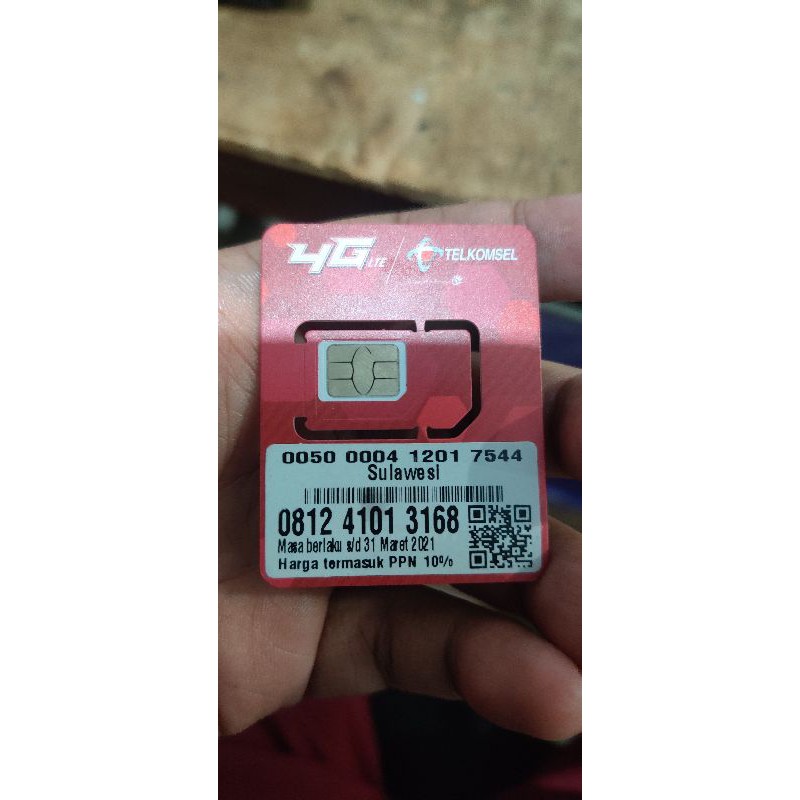 4G LTE TELKOMSEL
0050 0004 1201 7544
Sulawesi
0812 4101 3168
Masa berlaku s/d 31 Maret 2021
Harga termasuk PPN 10%